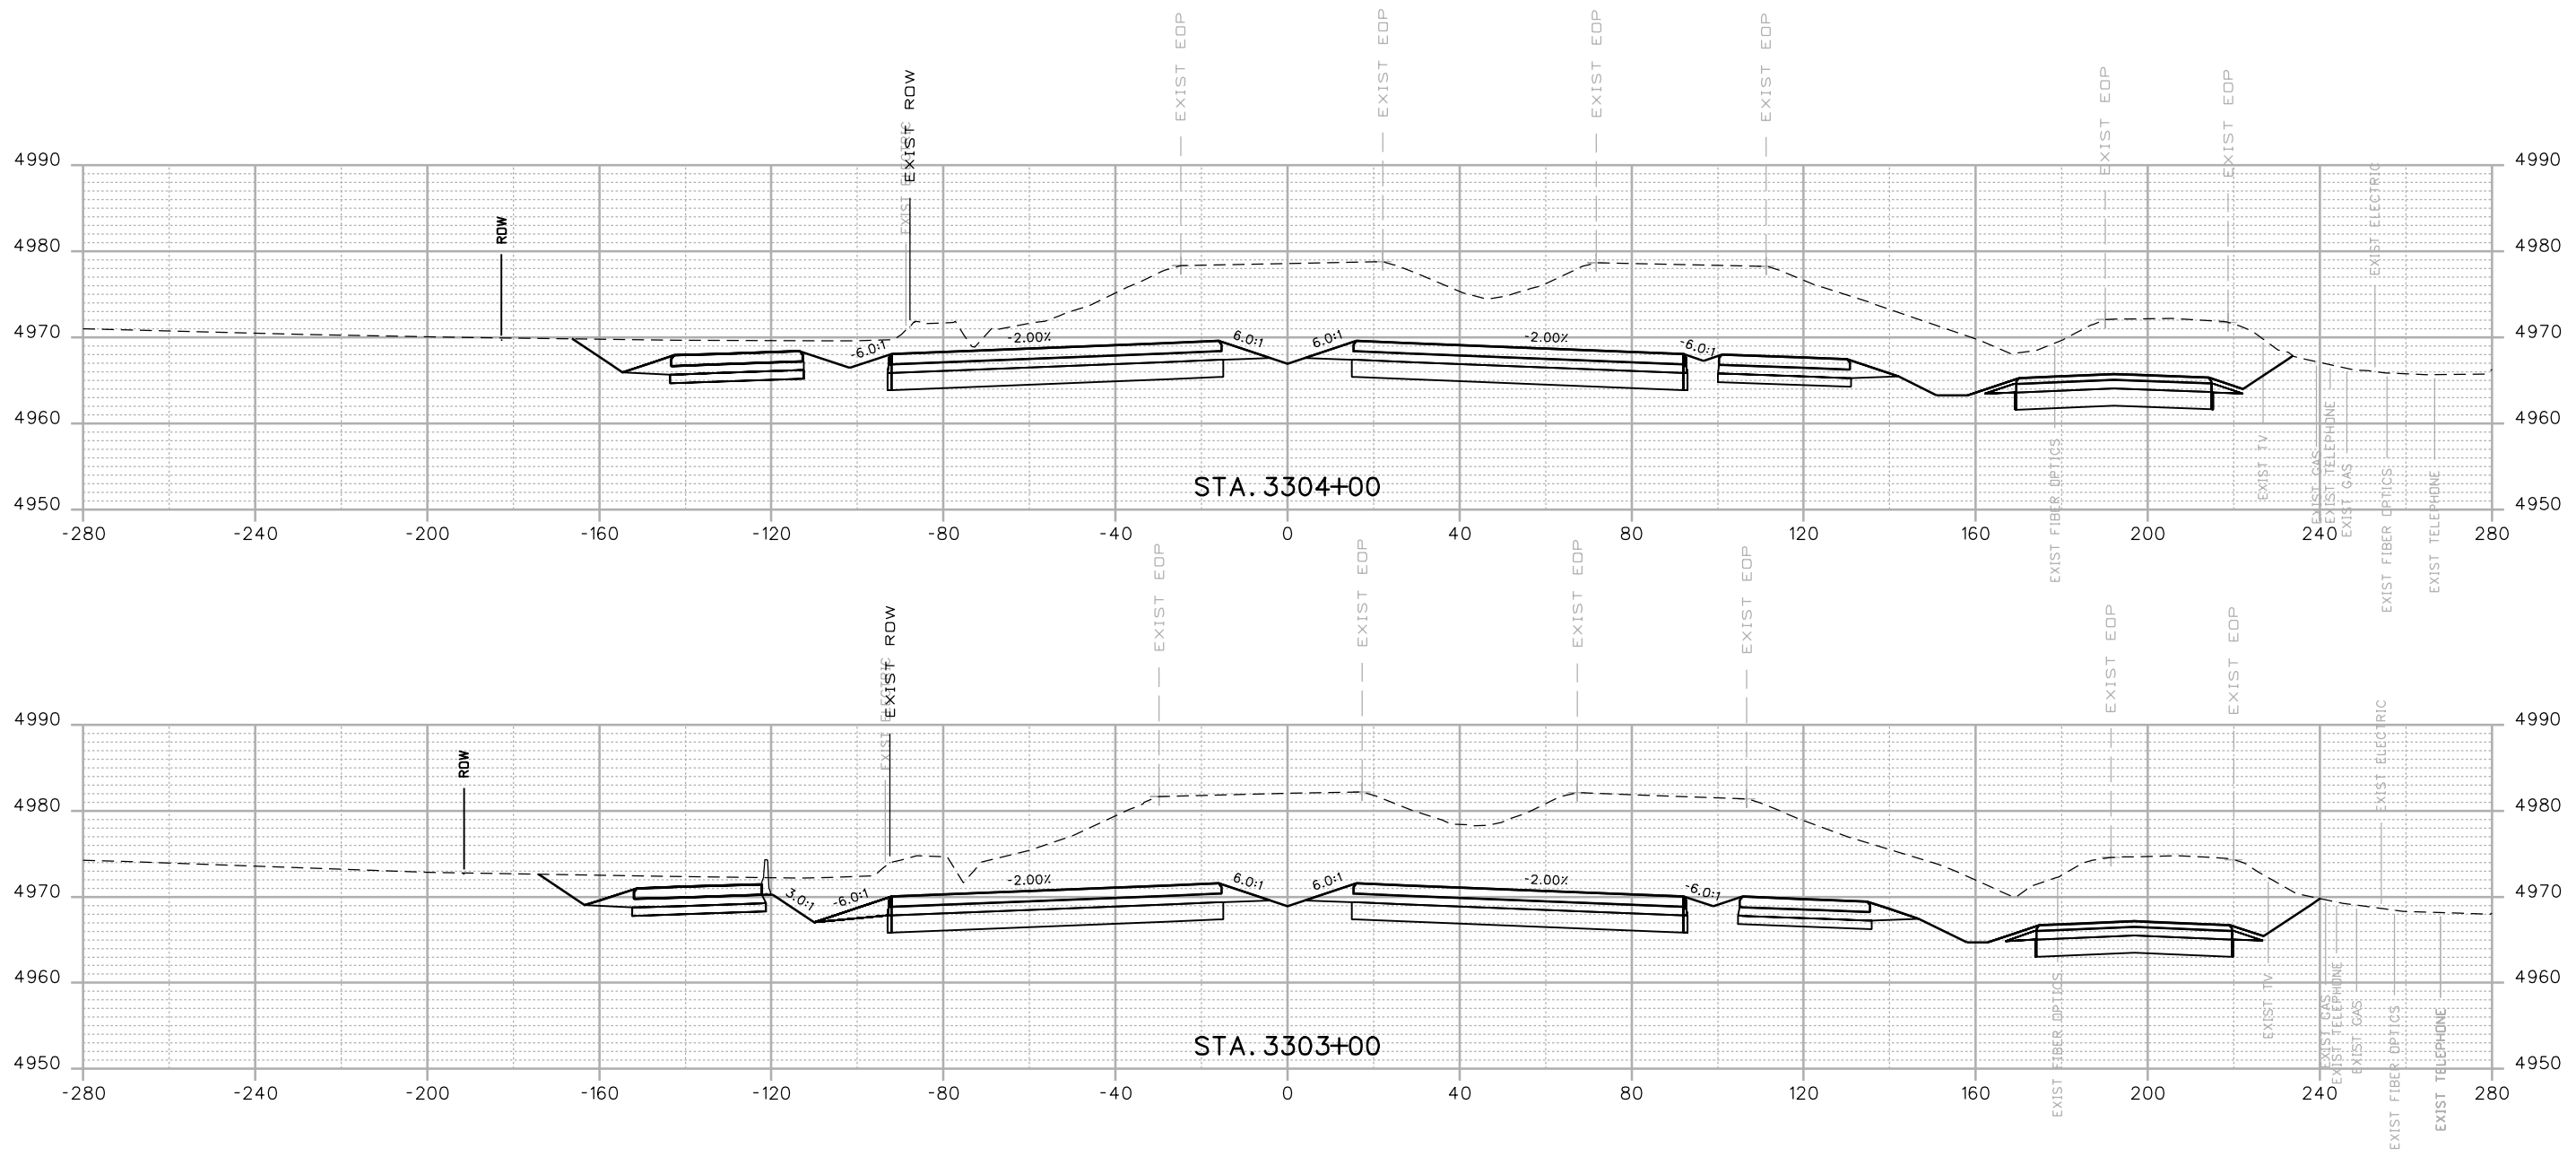 EXIST EOP
EXIST EOP
EXIST EOP
EXIST EOP
EXIST EOP
EXIST EOP
EXIST ROW
EXIST ELECTRIC
ROW
EXIST ELECTRIC
4990 4990
4980 4980
4970 4970
4960 4960
4950 4950
-6.0:1
-2.00%
6.0:1
6.0:1
-2.00%
-6.0:1
EXIST FIBER OPTICS
EXIST TV
EXIST GAS
EXIST TELEPHONE
EXIST GAS
EXIST FIBER OPTICS
EXIST TELEPHONE
STA. 3304+00
-280 -240 -200 -160 -120 -80 -40 0 40 80 120 160 200 240 280
EXIST EOP
EXIST EOP
EXIST EOP
EXIST EOP
EXIST EOP
EXIST EOP
EXIST ROW
EXIST ELECTRIC
ROW
EXIST ELECTRIC
4990 4990
4980 4980
4970 4970
4960 4960
4950 4950
3.0:1
-6.0:1
-2.00%
6.0:1
6.0:1
-2.00%
-6.0:1
EXIST FIBER OPTICS
EXIST TV
EXIST GAS
EXIST TELEPHONE
EXIST GAS
EXIST FIBER OPTICS
EXIST TELEPHONE
STA. 3303+00
-280 -240 -200 -160 -120 -80 -40 0 40 80 120 160 200 240 280